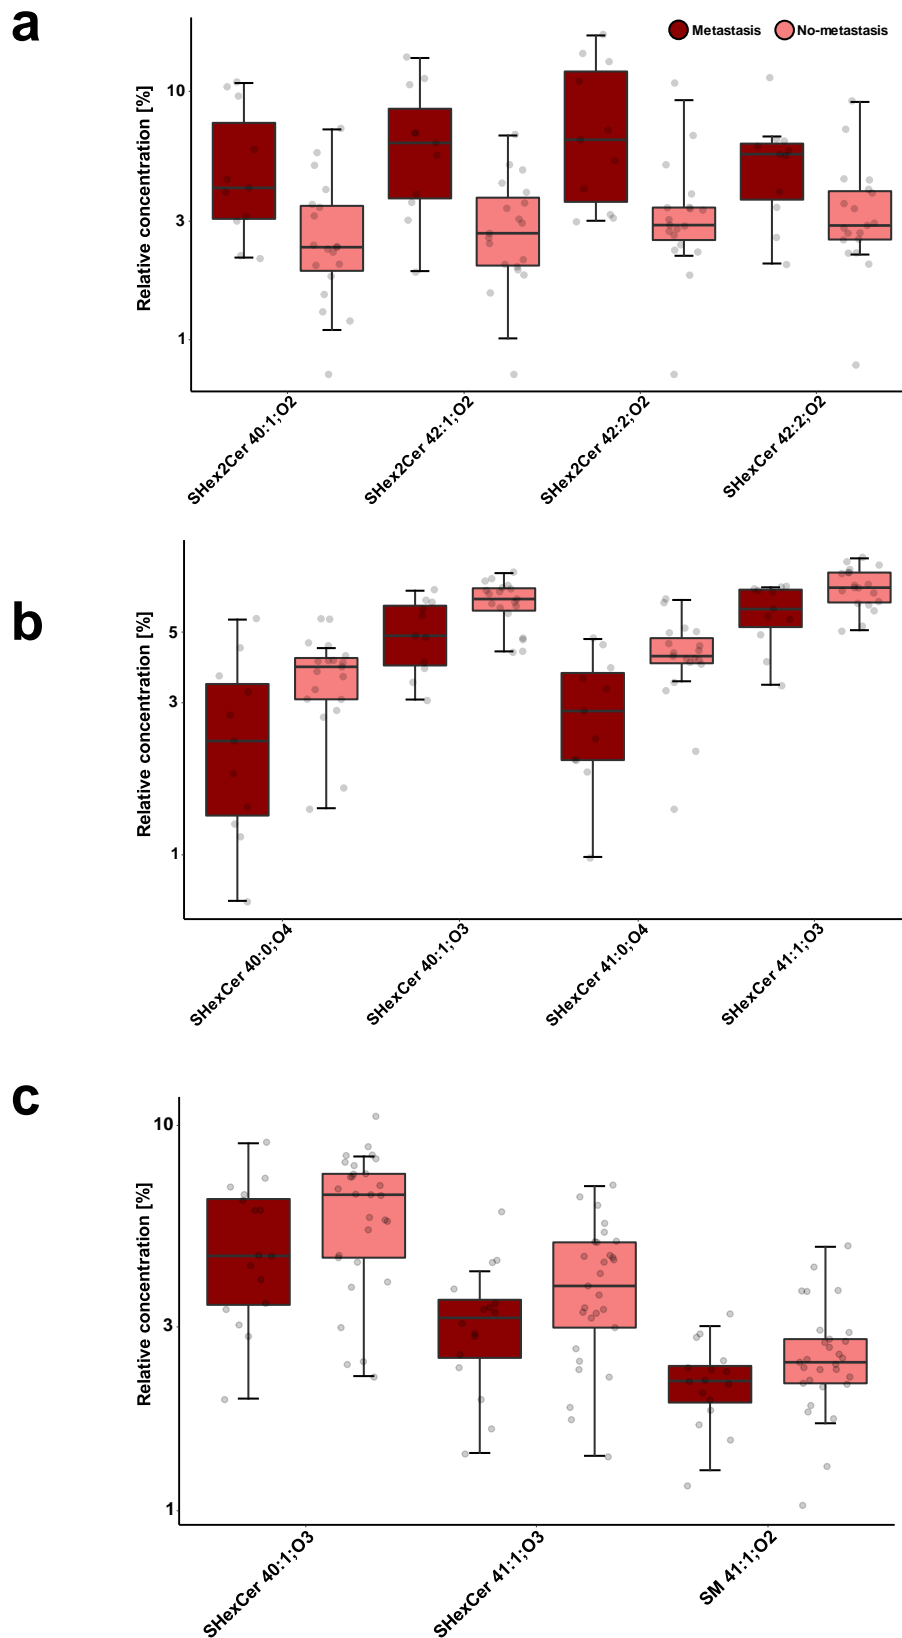 a
Metastasis No-metastasis
Relative concentration [%]
10
3
1
SHex2Cer 40:1;O2
SHex2Cer 42:1;O2
SHex2Cer 42:2;O2
SHexCer 42:2;O2
b
Relative concentration [%]
5
3
1
SHexCer 40:0;O4
SHexCer 40:1;O3
SHexCer 41:0;O4
SHexCer 41:1;O3
c
Relative concentration [%]
10
3
1
SHexCer 40:1;O3
SHexCer 41:1;O3
SM 41:1;O2